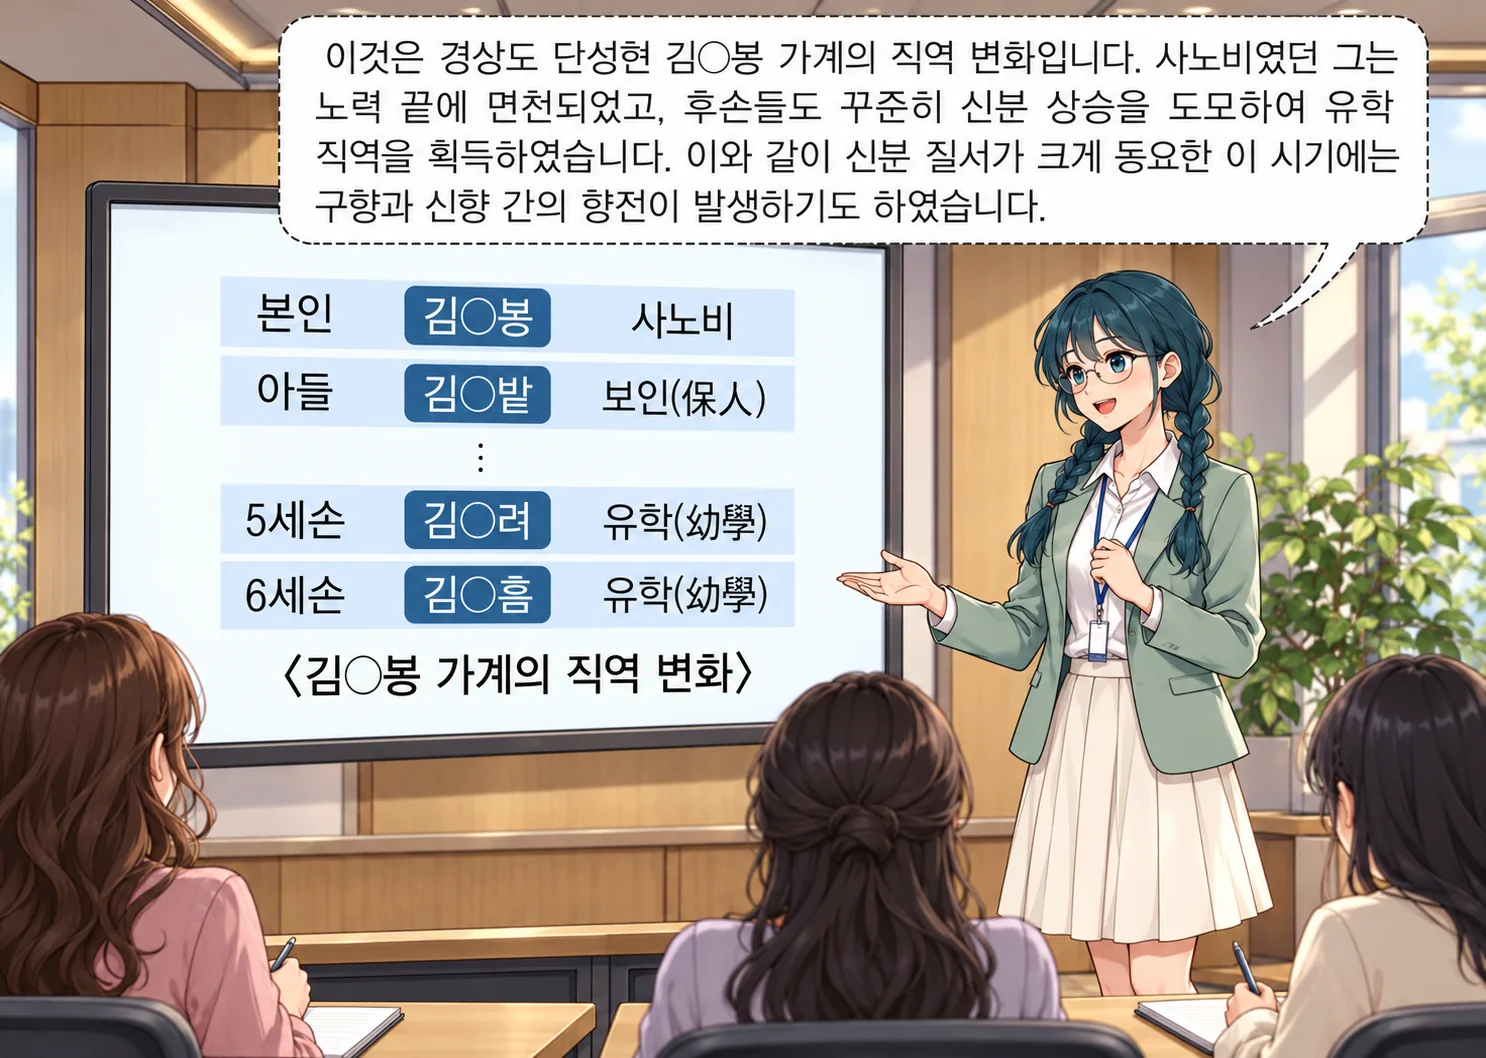 이것은 경상도 단성현 김○봉 가계의 직역 변화입니다. 사노비였던 그는
노력 끝에 면천되었고, 후손들도 꾸준히 신분 상승을 도모하여 유학
직역을 획득하였습니다. 이와 같이 신분 질서가 크게 동요한 이 시기에는
구향과 신향 간의 향전이 발생하기도 하였습니다.
본인 김○봉 사노비
아들 김○밭 보인(保人)
⋮
5세손 김○려 유학(幼學)
6세손 김○흠 유학(幼學)
〈김○봉 가계의 직역 변화〉